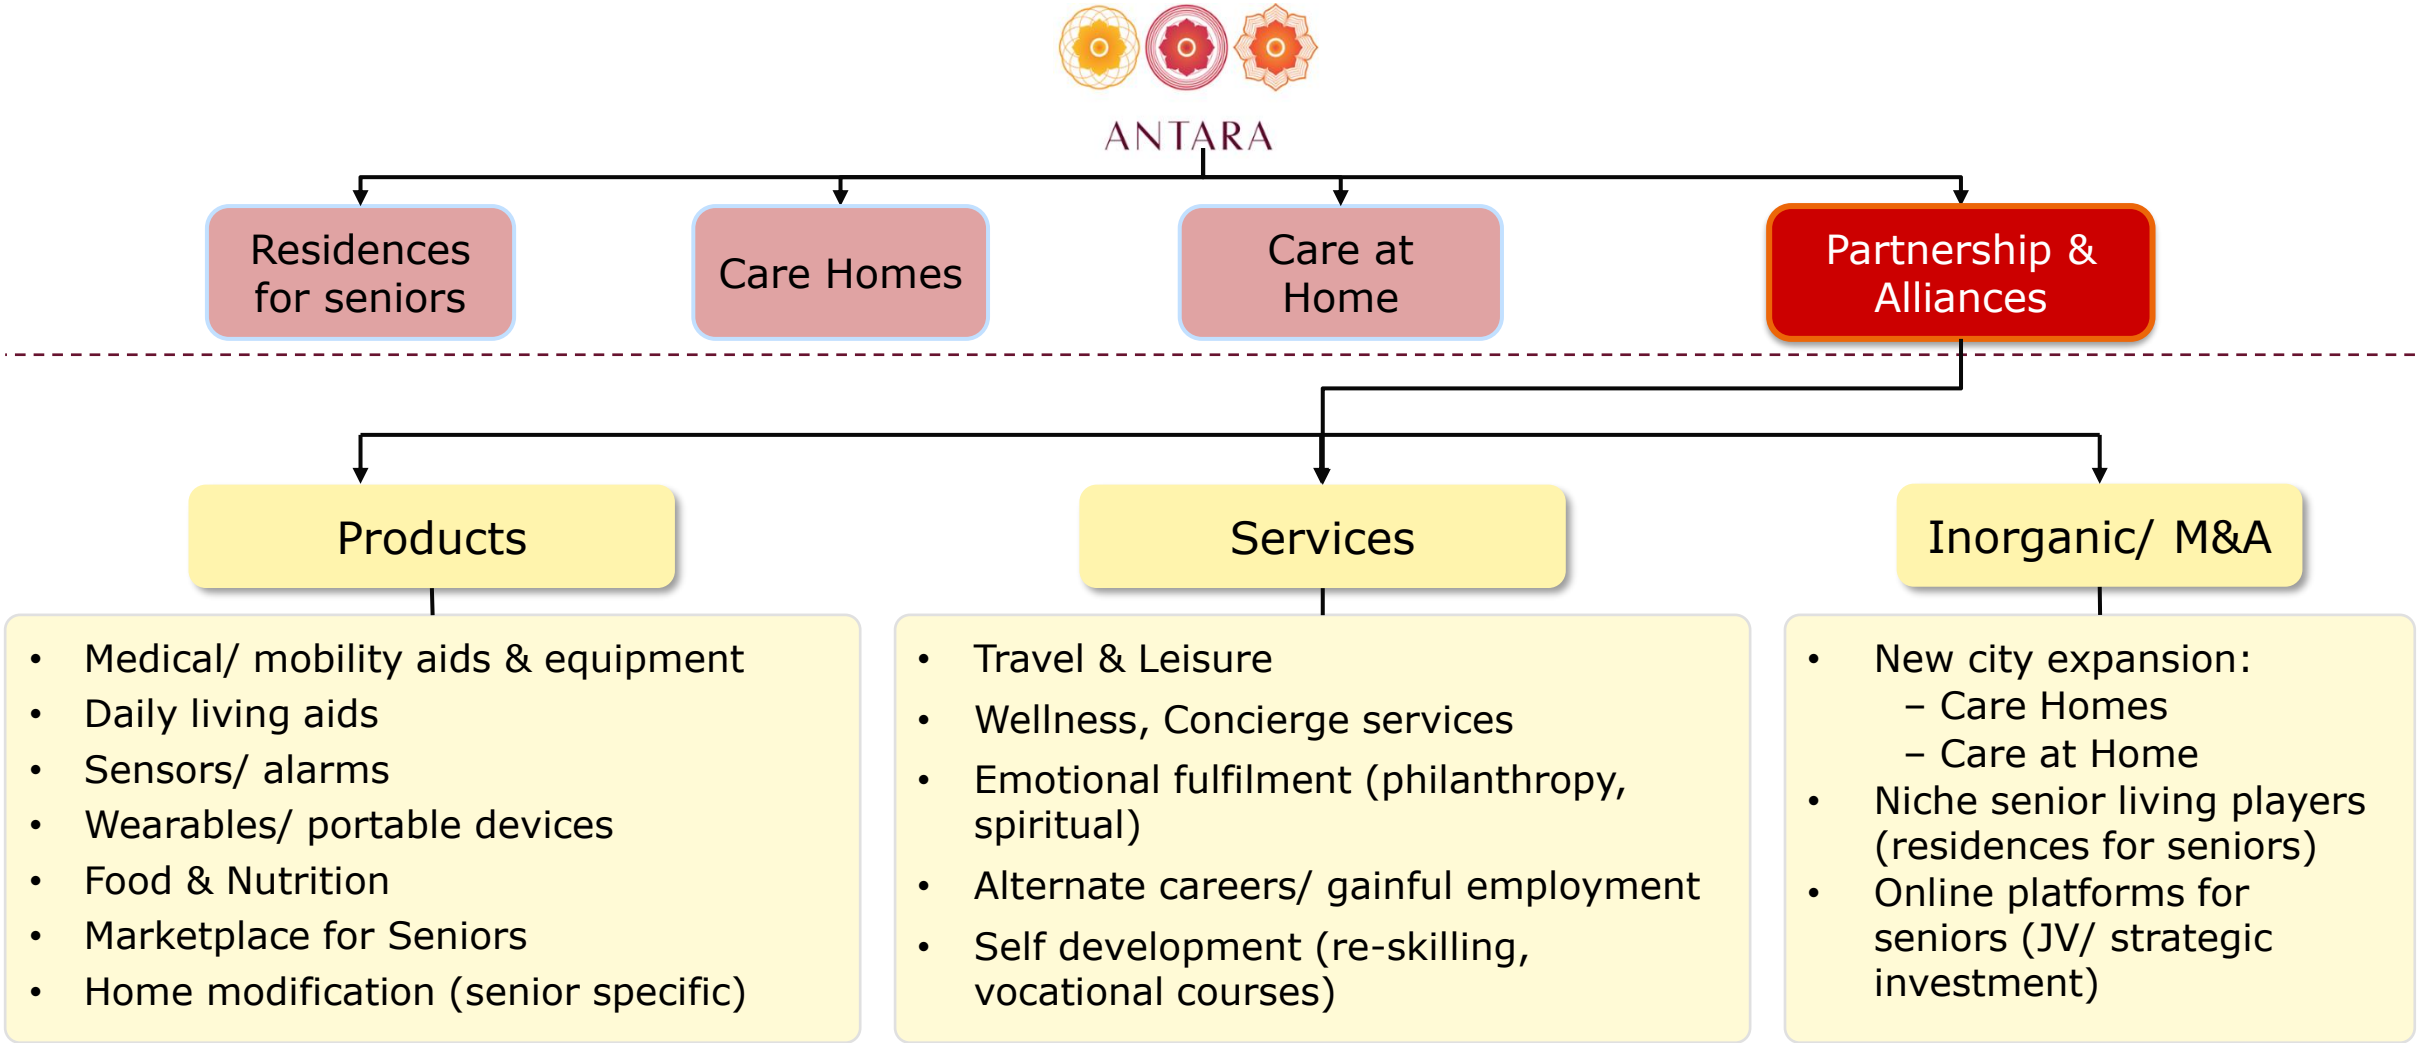 ANTARA
Residences
for seniors
Care Homes
Care at
Home
Partnership &
Alliances
Products
Services
Inorganic/ M&A
• Medical/ mobility aids & equipment
• Daily living aids
• Sensors/ alarms
• Wearables/ portable devices
• Food & Nutrition
• Marketplace for Seniors
• Home modification (senior specific)
• Travel & Leisure
• Wellness, Concierge services
• Emotional fulfilment (philanthropy,
spiritual)
• Alternate careers/ gainful employment
• Self development (re-skilling,
vocational courses)
• New city expansion:
– Care Homes
– Care at Home
• Niche senior living players
(residences for seniors)
• Online platforms for
seniors (JV/ strategic
investment)